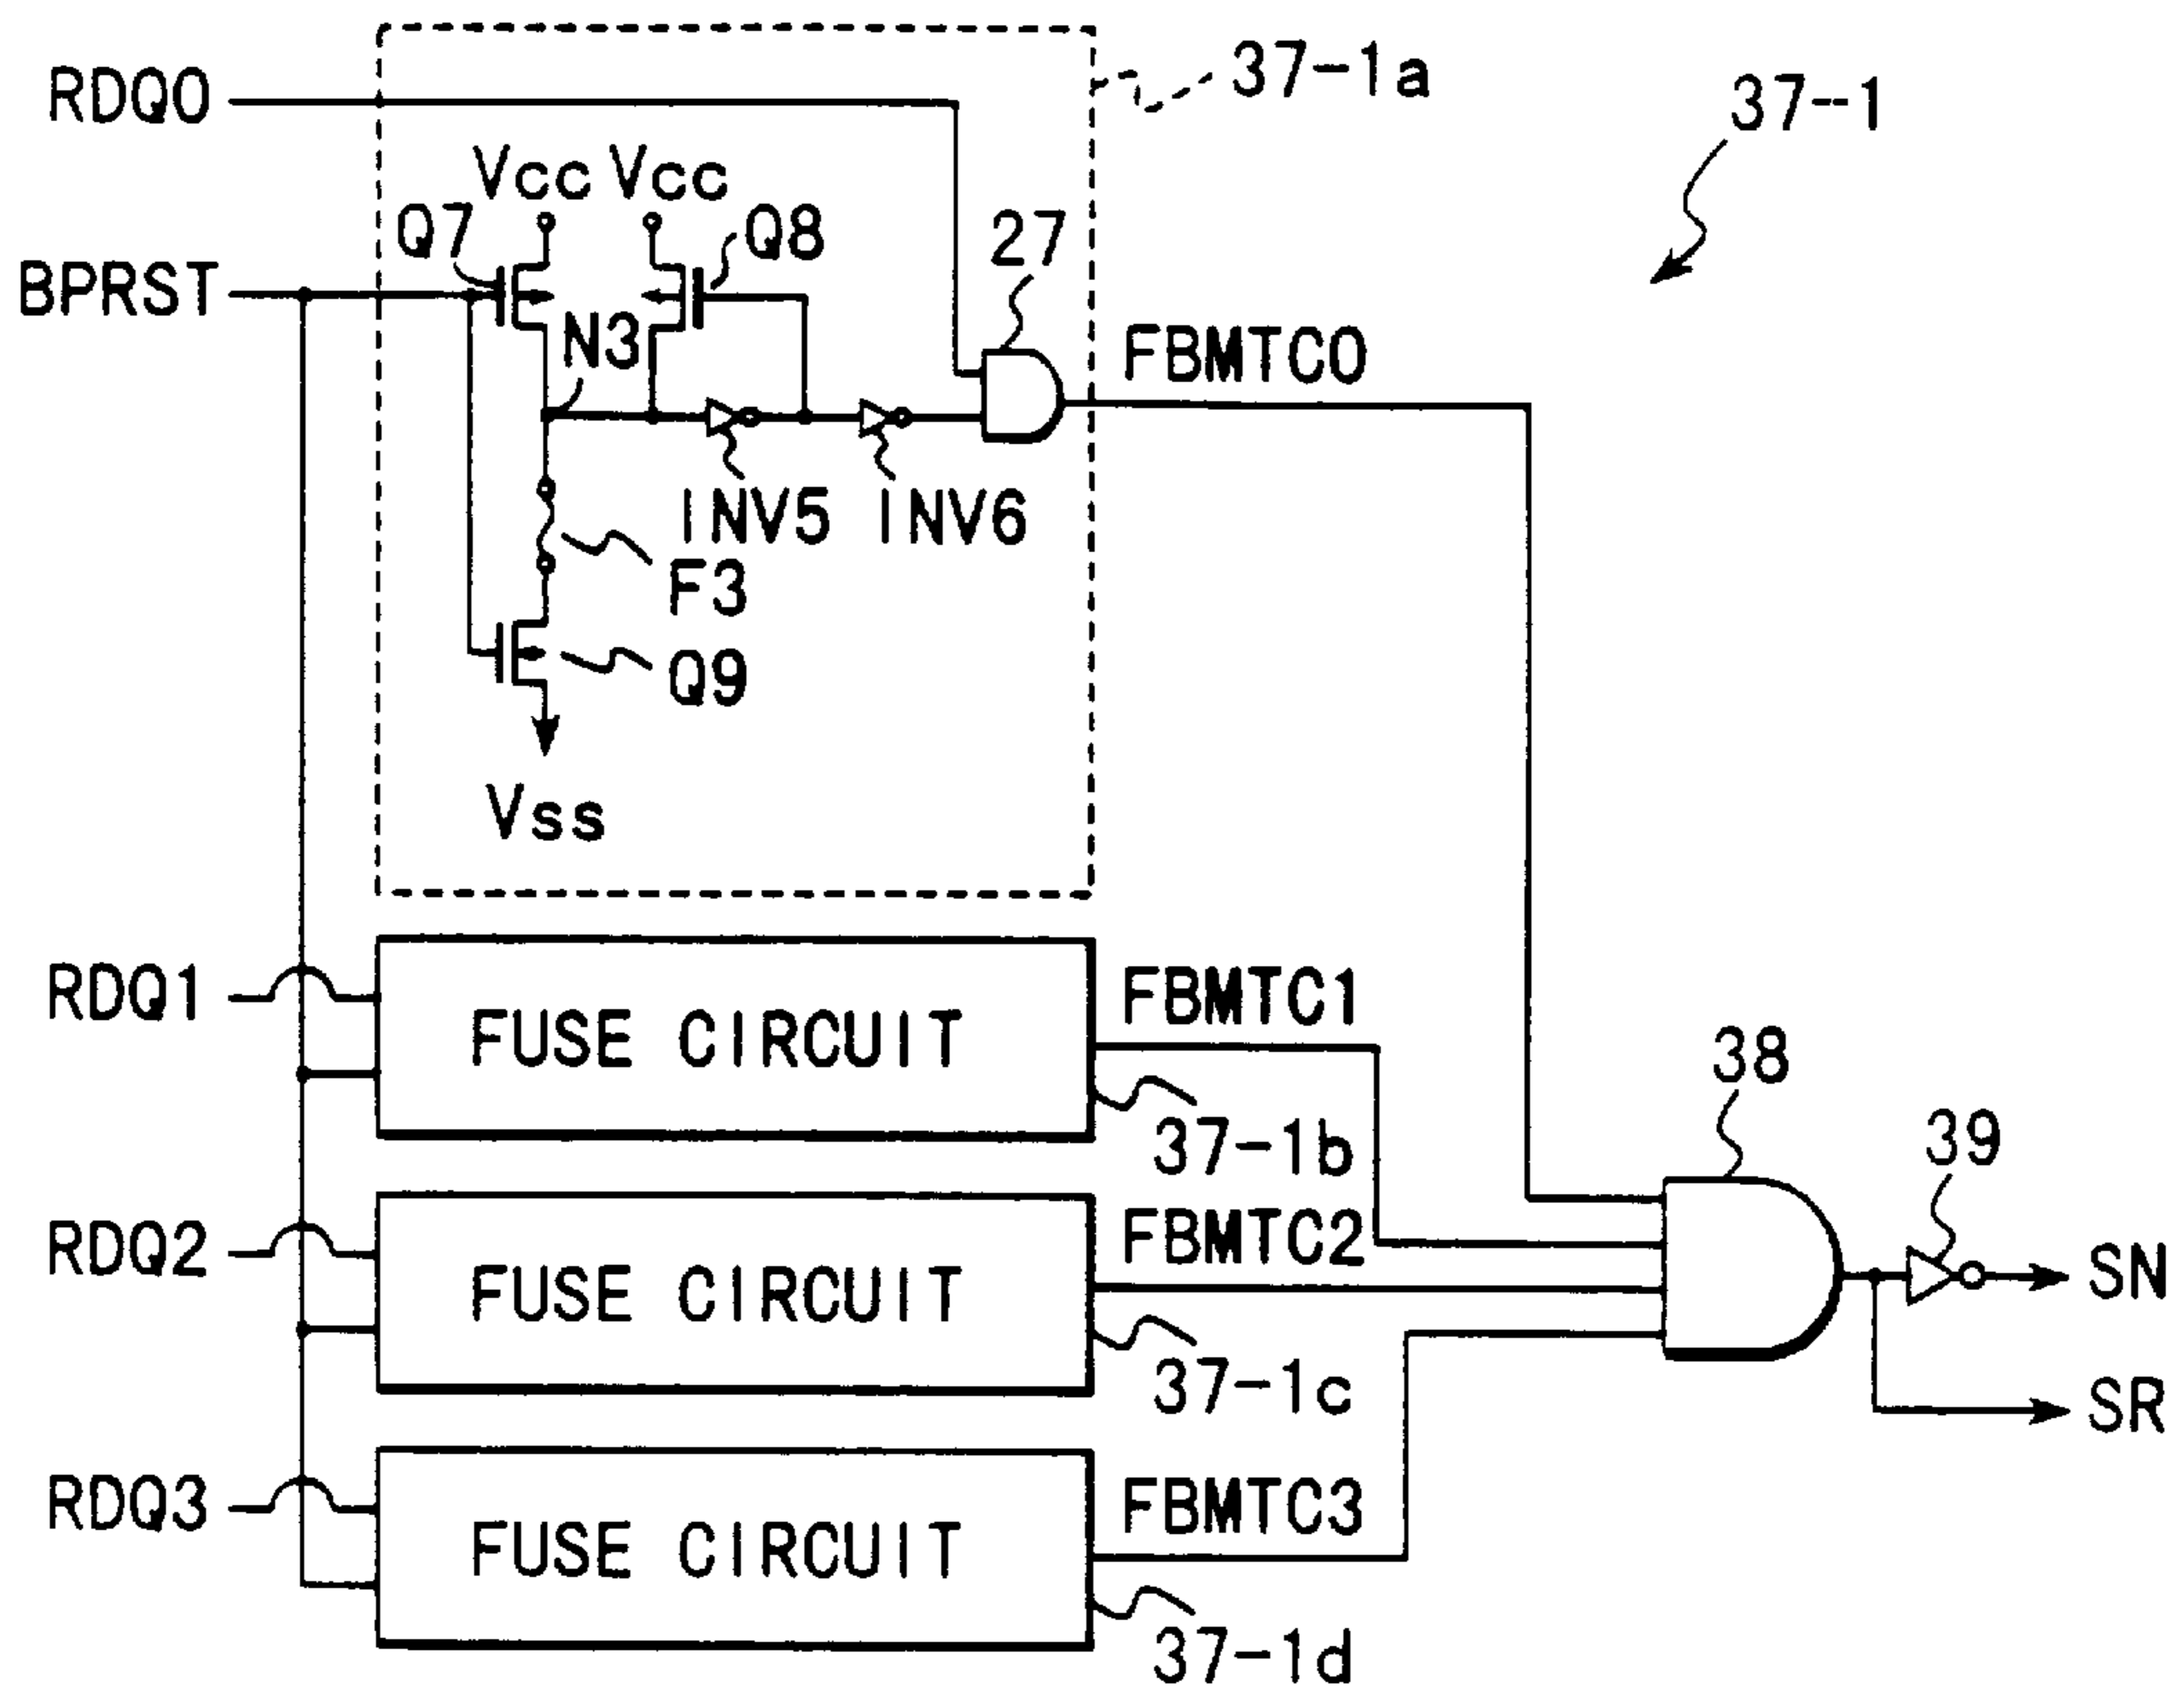 RDQ0
37-1a
37--1
Vcc Vcc
Q7
Q8
27
BPRST
N3
FBMTC0
INV5 INV6
F3
Q9
Vss
RDQ1
FBMTC1
FUSE CIRCUIT
38
37-1b
39
RDQ2
FBMTC2
FUSE CIRCUIT
SN
37-1c
SR
RDQ3
FBMTC3
FUSE CIRCUIT
37-1d